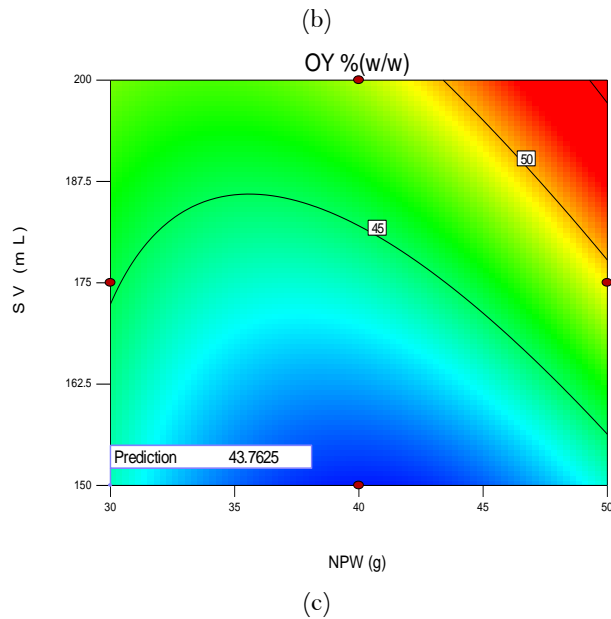 (b)
OY %(w/w)
200
187.5
175
162.5
150
S V (m L)
50
45
Prediction 43.7625
30 35 40 45 50
NPW (g)
(c)